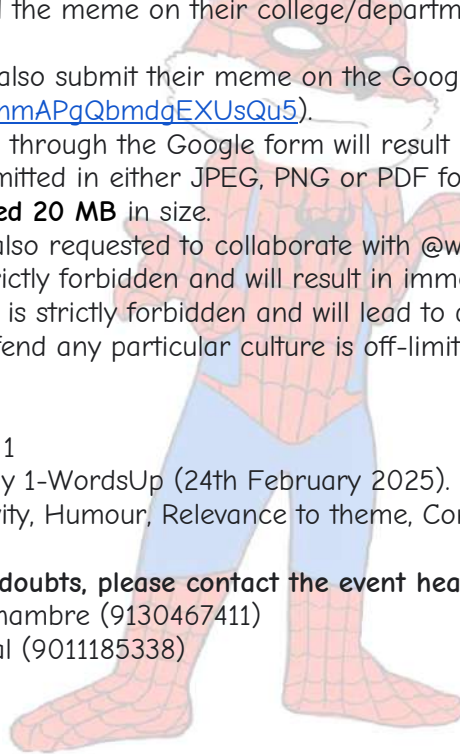 the meme on their college/departm
also submit their meme on the Goog
mAPgQbmdgEXUsQu5).
through the Google form will result
mitted in either JPEG, PNG or PDF fo
ed 20 MB in size.
also requested to collaborate with @w
ictly forbidden and will result in imme
is strictly forbidden and will lead to
fend any particular culture is off-limit
1
y 1-WordsUp (24th February 2025).
ity, Humour, Relevance to theme, Cor
doubts, please contact the event hea
hambre (9130467411)
al (9011185338)